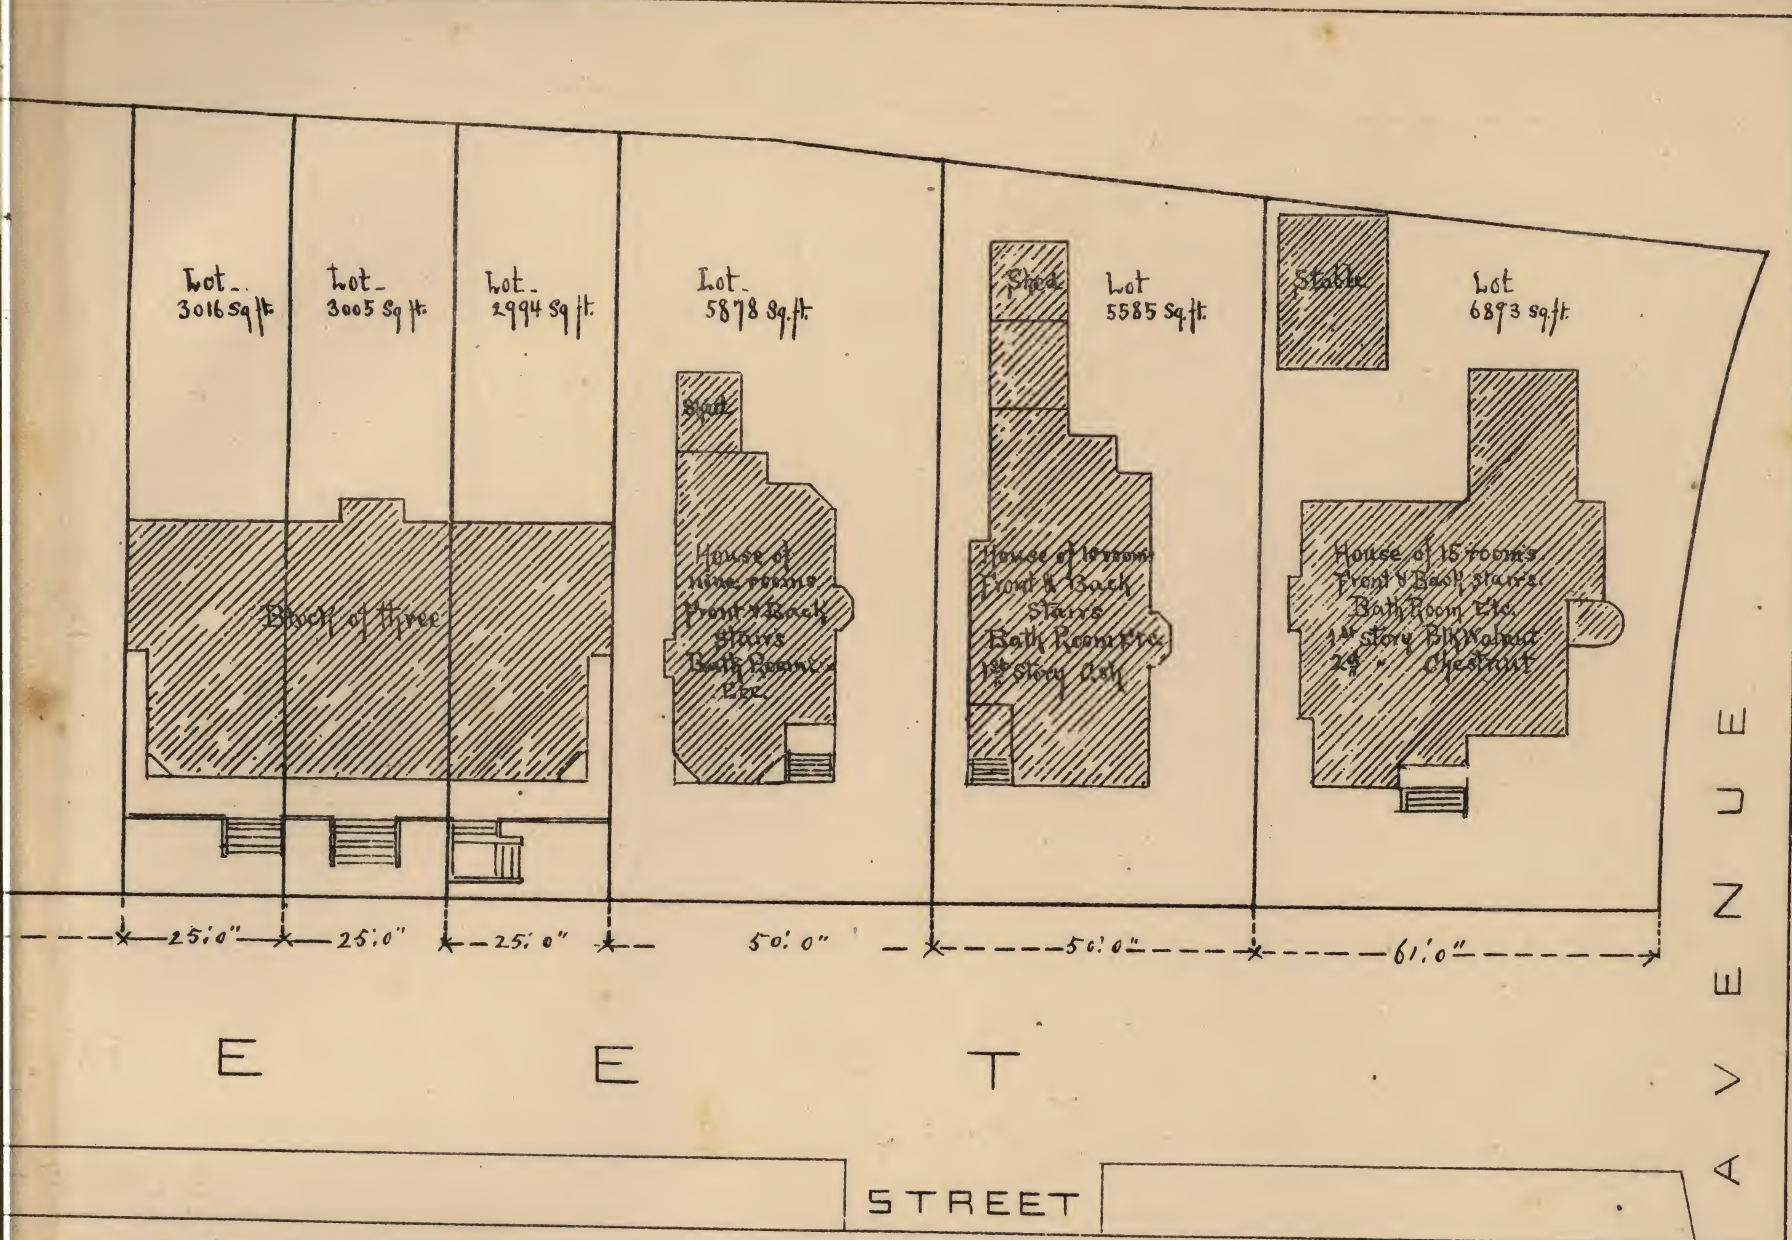 Lot
3016 Sq ft.
Lot
3005 Sq ft.
Lot
2994 Sq ft.
Lot
5878 Sq. ft.
Shed
Lot
5585 Sq. ft.
Stable
Lot
6893 Sq. ft.
Block of three
House of
nine rooms
Front & Back
Stairs
Bath Room
Etc.
House of 10 rooms
Front & Back
Stairs
Bath Room Etc.
1st Story Ash
House of 15 rooms.
Front & Back stairs.
Bath Room Etc.
1st Story Blk Walnut
2d " Chestnut
25'.0"
25'.0"
25'.0"
50'.0"
50'.0"
61'.0"
E E T
STREET
AVENUE